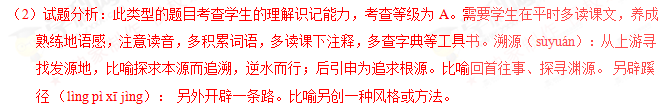 （2）试题分析：此类型的题目考查学生的理解识记能力，考查等级为 A。需要学生在平时多读课文，养成
熟练地语感，注意读音，多积累词语，多读课下注释，多查字典等工具书。溯源（sùyuán）：从上游寻
找发源地，比喻探求本源而追溯，逆水而行；后引申为追求根源。比喻回首往事、探寻渊源。 另辟蹊
径（lìng pì xī jìng）： 另外开辟一条路。比喻另创一种风格或方法。